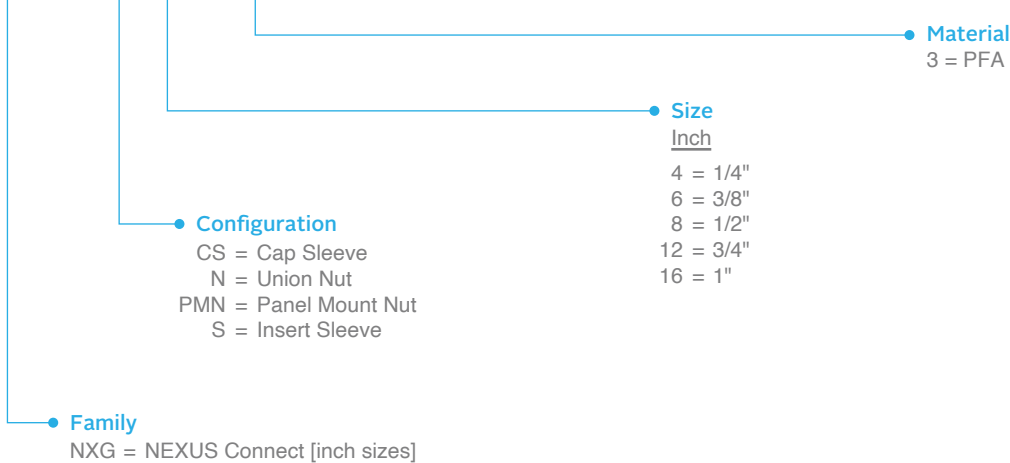 Material
3 = PFA
Size
Inch
4 = 1/4"
6 = 3/8"
8 = 1/2"
12 = 3/4"
16 = 1"
Configuration
CS = Cap Sleeve
N = Union Nut
PMN = Panel Mount Nut
S = Insert Sleeve
Family
NXG = NEXUS Connect [inch sizes]